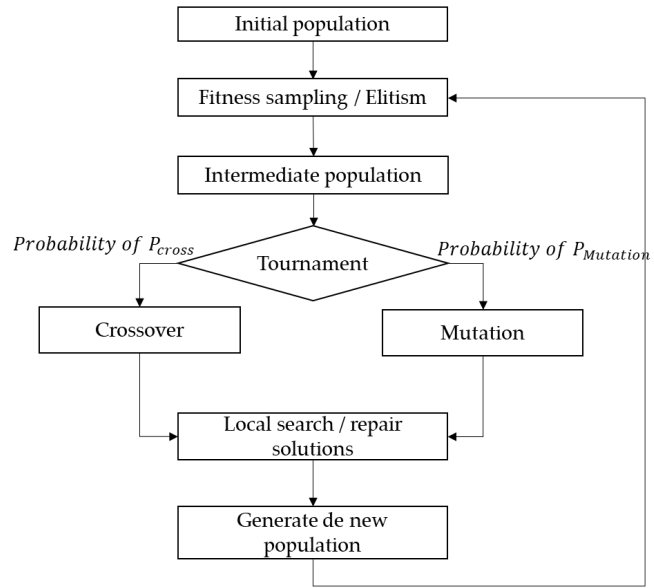 Initial population
Fitness sampling / Elitism
Intermediate population
Probability of P_cross
Probability of P_Mutation
Tournament
Crossover
Mutation
Local search / repair
solutions
Generate de new
population